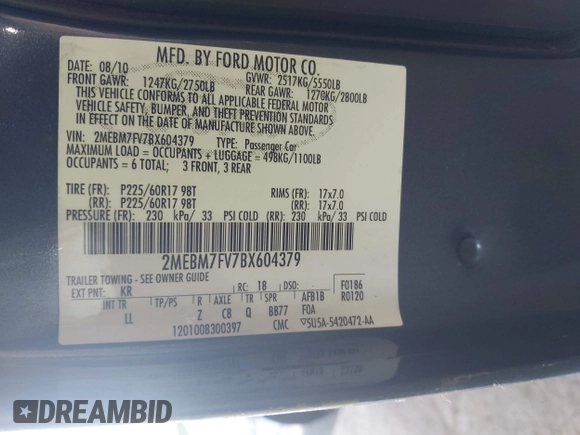 MFD. BY FORD MOTOR CO.
DATE: 08/10 GVWR: 2517KG/5550LB
FRONT GAWR: 1247KG/2750LB REAR GAWR: 1270KG/2800LB
THIS VEHICLE CONFORMS TO ALL APPLICABLE FEDERAL MOTOR
VEHICLE SAFETY, BUMPER, AND THEFT PREVENTION STANDARDS
IN EFFECT ON THE DATE OF MANUFACTURE SHOWN ABOVE.
VIN: 2MEBM7FV7BX604379 TYPE: Passenger Car
MAXIMUM LOAD = OCCUPANTS + LUGGAGE = 498KG/1100LB
OCCUPANTS = 6 TOTAL; 3 FRONT, 3 REAR
TIRE (FR): P225/60R17 98T RIMS (FR): 17x7.0
(RR): P225/60R17 98T (RR): 17x7.0
PRESSURE (FR): 230 kPa/ 33 PSI COLD (RR) 230 kPa/ 33 PSI COLD
2MEBM7FV7BX604379
TRAILER TOWING - SEE OWNER GUIDE
EXT PNT: KR RC: 18 DSO: F0186
INT TR TP/PS R AXLE TR SPR AFB1B R0120
LL Z C8 Q BB77 FOA
1201008300397 CMC ▽5U5A-5420472-AA
DREAMBID